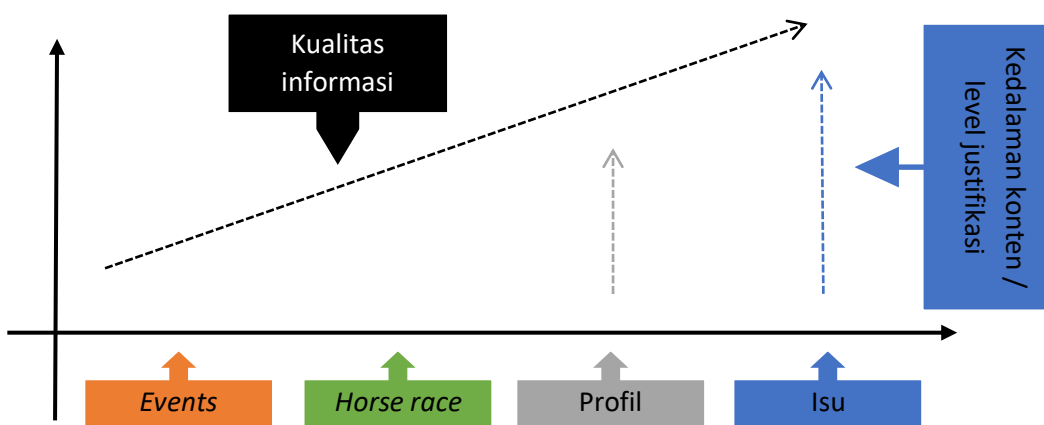 Kualitas
informasi
Kedalaman konten /
level justifikasi
Events
Horse race
Profil
Isu